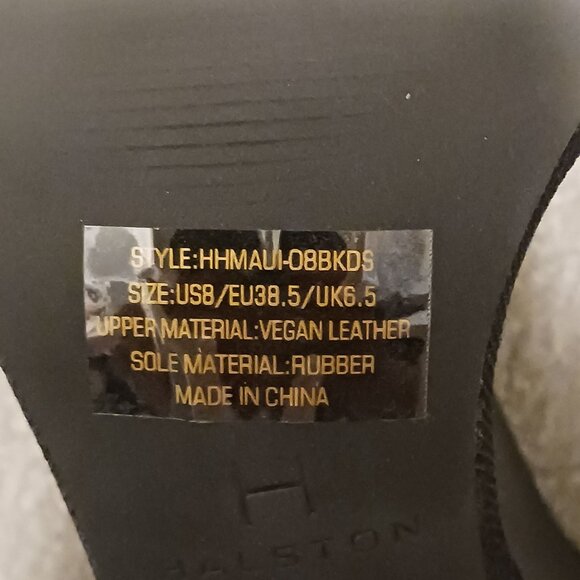 STYLE:HHMAUI-08BKDS
SIZE:US8/EU38.5/UK6.5
UPPER MATERIAL:VEGAN LEATHER
SOLE MATERIAL:RUBBER
MADE IN CHINA
H
HALSTON